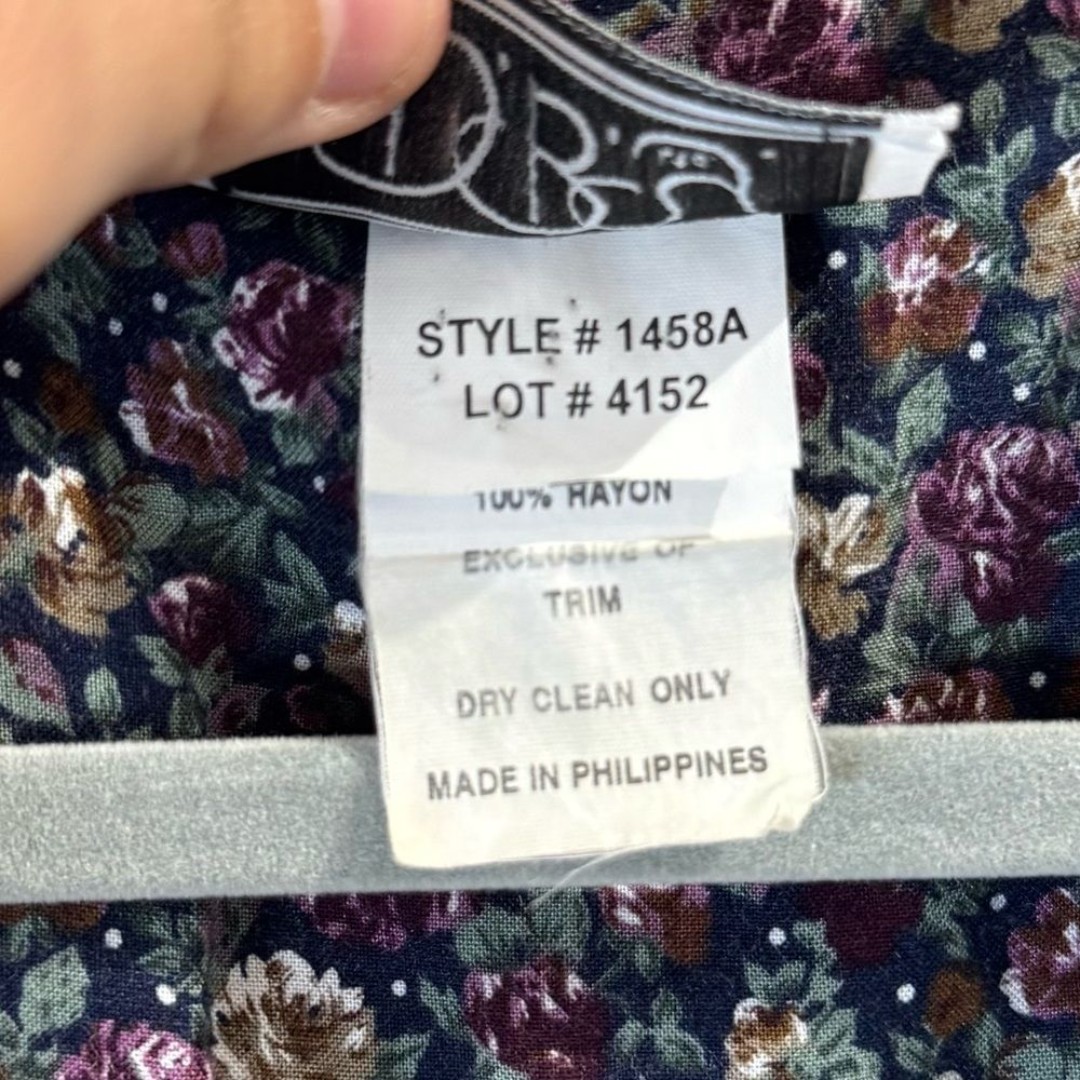 STYLE # 1458A
LOT # 4152
100% RAYON
EXCLUSIVE OF
TRIM
DRY CLEAN ONLY
MADE IN PHILIPPINES